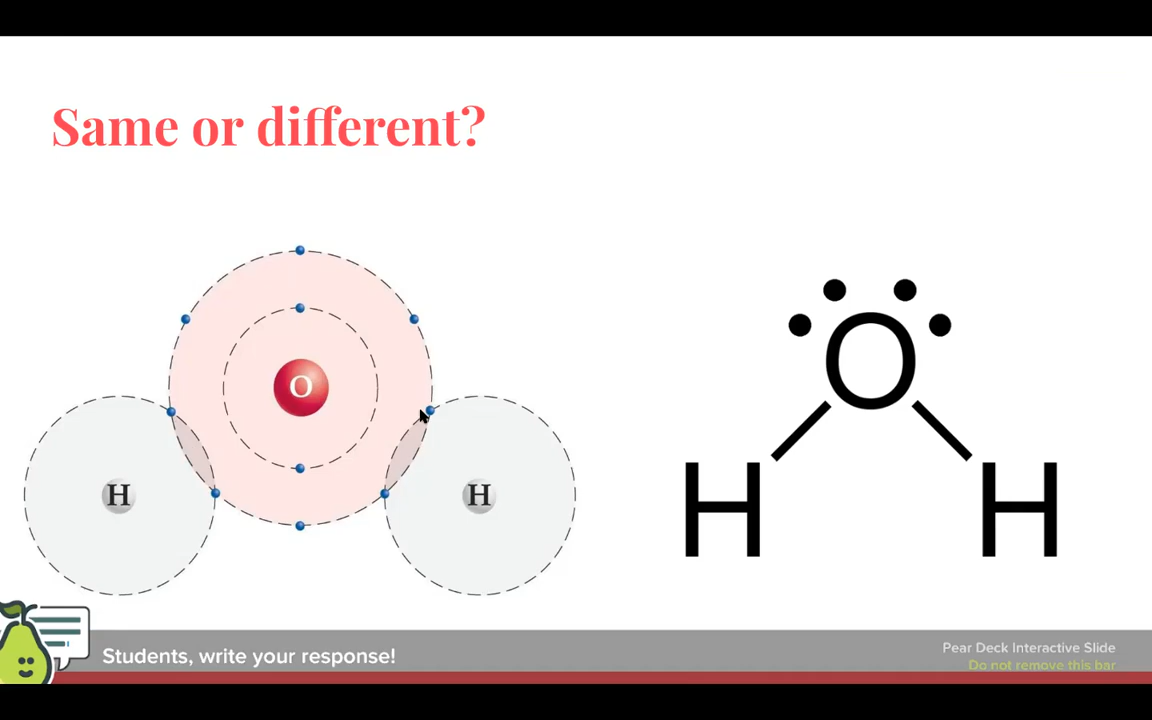 Same or different?
O
H
H
O
H
H
Students, write your response!
Pear Deck Interactive Slide
Do not remove this bar